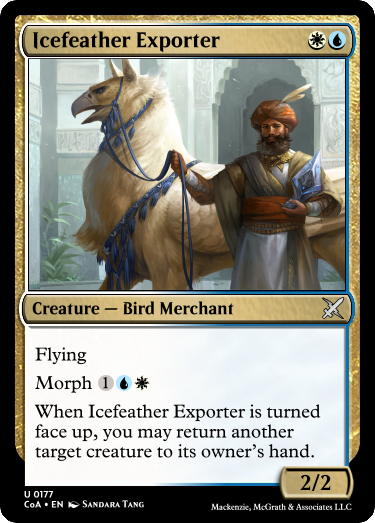 Icefeather Exporter
Creature — Bird Merchant
Flying
Morph 1
When Icefeather Exporter is turned
face up, you may return another
target creature to its owner's hand.
2/2
U 0177
CoA • EN Sandara Tang
Mackenzie, McGrath & Associates LLC